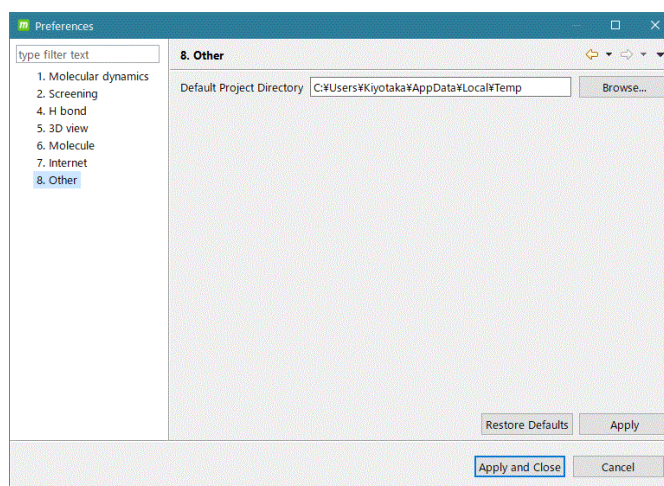 Preferences
type filter text
1. Molecular dynamics
2. Screening
4. H bond
5. 3D view
6. Molecule
7. Internet
8. Other
8. Other
Default Project Directory C:¥Users¥Kiyotaka¥AppData¥Local¥Temp Browse...
Restore Defaults Apply
Apply and Close Cancel